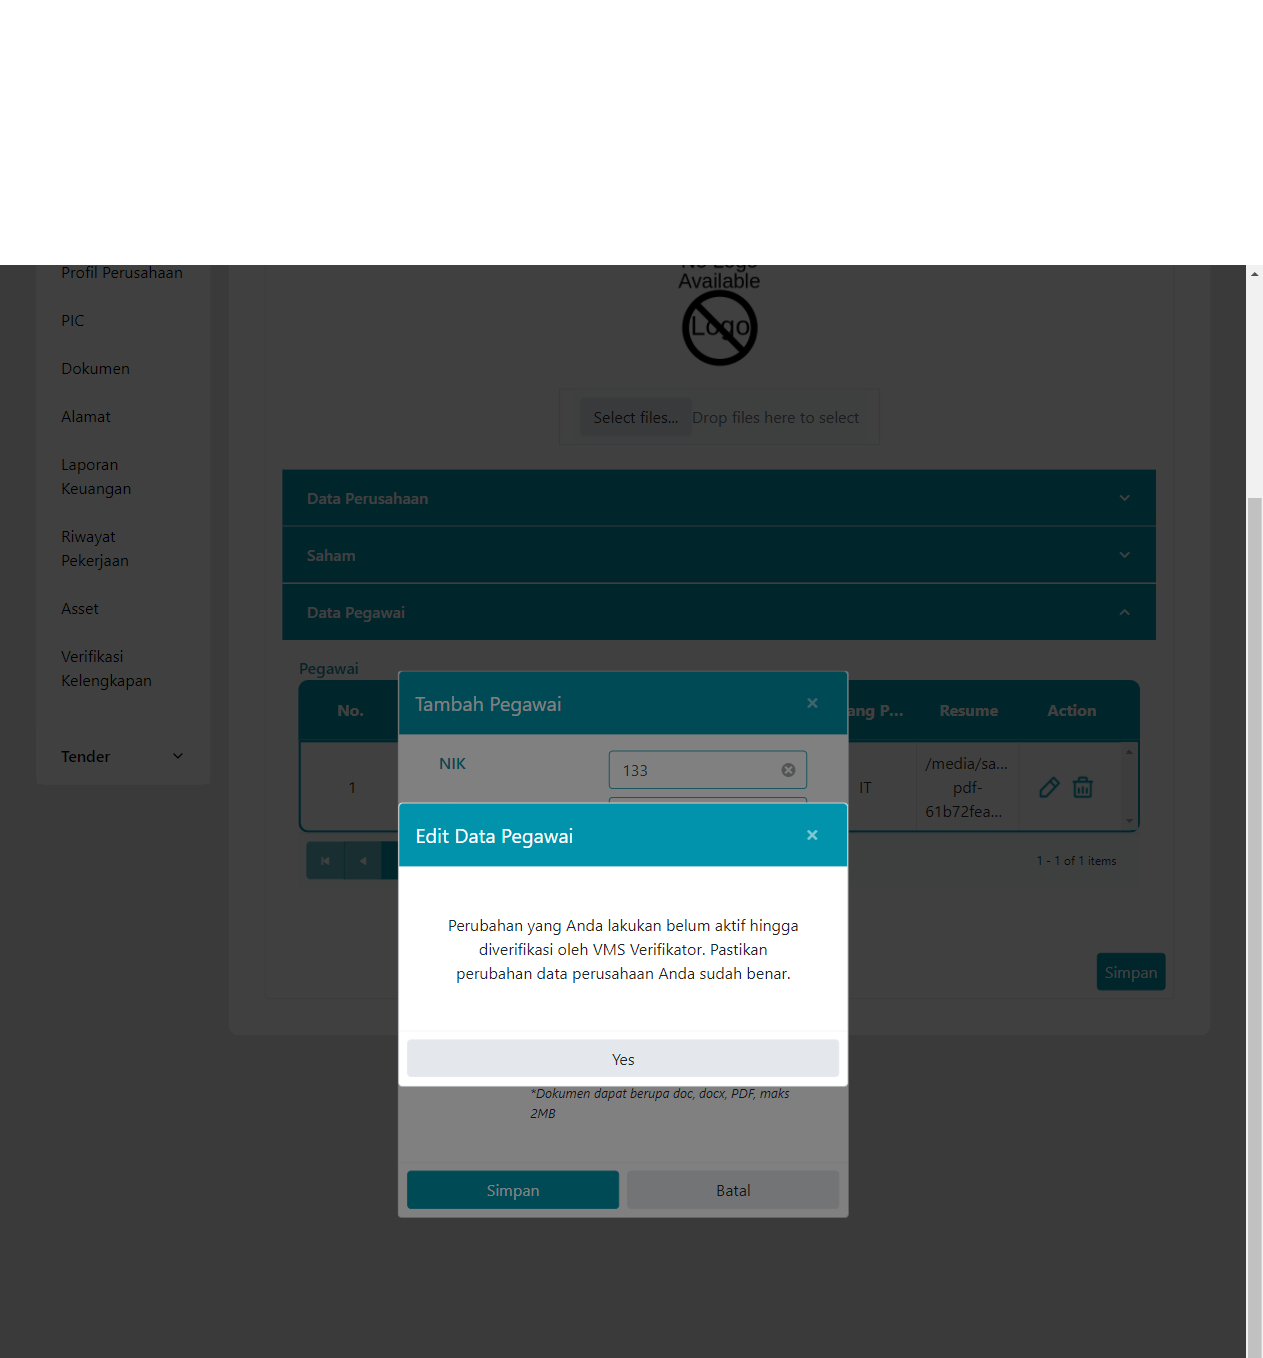 Profil Perusahaan
PIC
Dokumen
Alamat
Laporan
Keuangan
Riwayat
Pekerjaan
Asset
Verifikasi
Kelengkapan
Tender
No Logo
Available
Logo
Select files...
Drop files here to select
Data Perusahaan
Saham
Data Pegawai
Pegawai
No.
ang P...
Resume
Action
1
IT
/media/sa...
pdf-
61b72fea...
1 - 1 of 1 items
Simpan
Tambah Pegawai
NIK
133
Edit Data Pegawai
Perubahan yang Anda lakukan belum aktif hingga
diverifikasi oleh VMS Verifikator. Pastikan
perubahan data perusahaan Anda sudah benar.
Yes
*Dokumen dapat berupa doc, docx, PDF, maks
2MB
Simpan
Batal